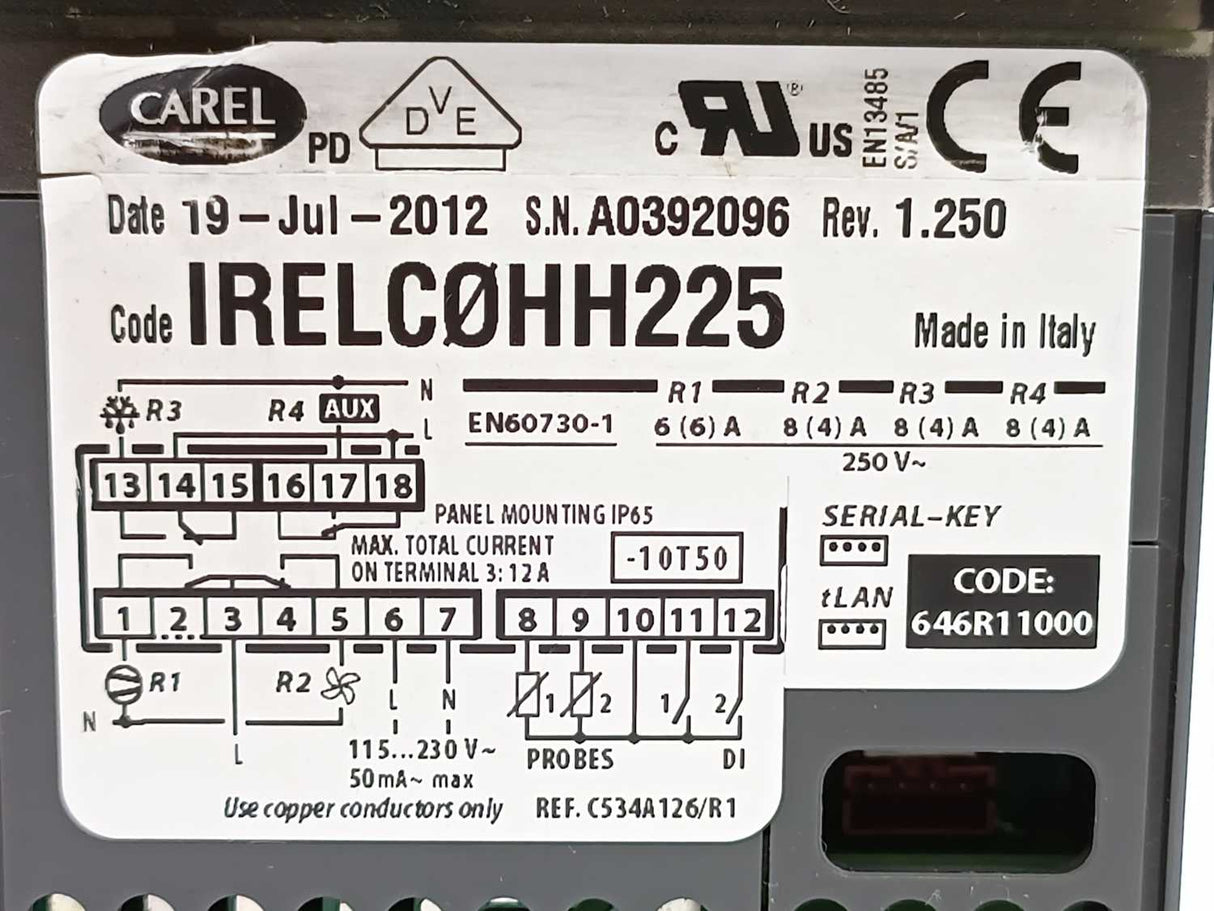 CAREL PD DVE c RU ® US EN13485 S/A/1 CE
Date 19-Jul-2012 S.N. A0392096 Rev. 1.250
Code IRELCØHH225 Made in Italy
N
R3 R4 AUX
L
R1 R2 R3 R4
EN60730-1 6 (6) A 8 (4) A 8 (4) A 8 (4) A
250 V~
13 14 15 16 17 18
PANEL MOUNTING IP65
MAX. TOTAL CURRENT
ON TERMINAL 3: 12 A
-10T50
SERIAL-KEY
tLAN
CODE:
646R11000
1 2 3 4 5 6 7 8 9 10 11 12
R1 R2 L N 1 2 1 2
N
L
115...230 V~
50mA~ max
PROBES DI
Use copper conductors only REF. C534A126/R1